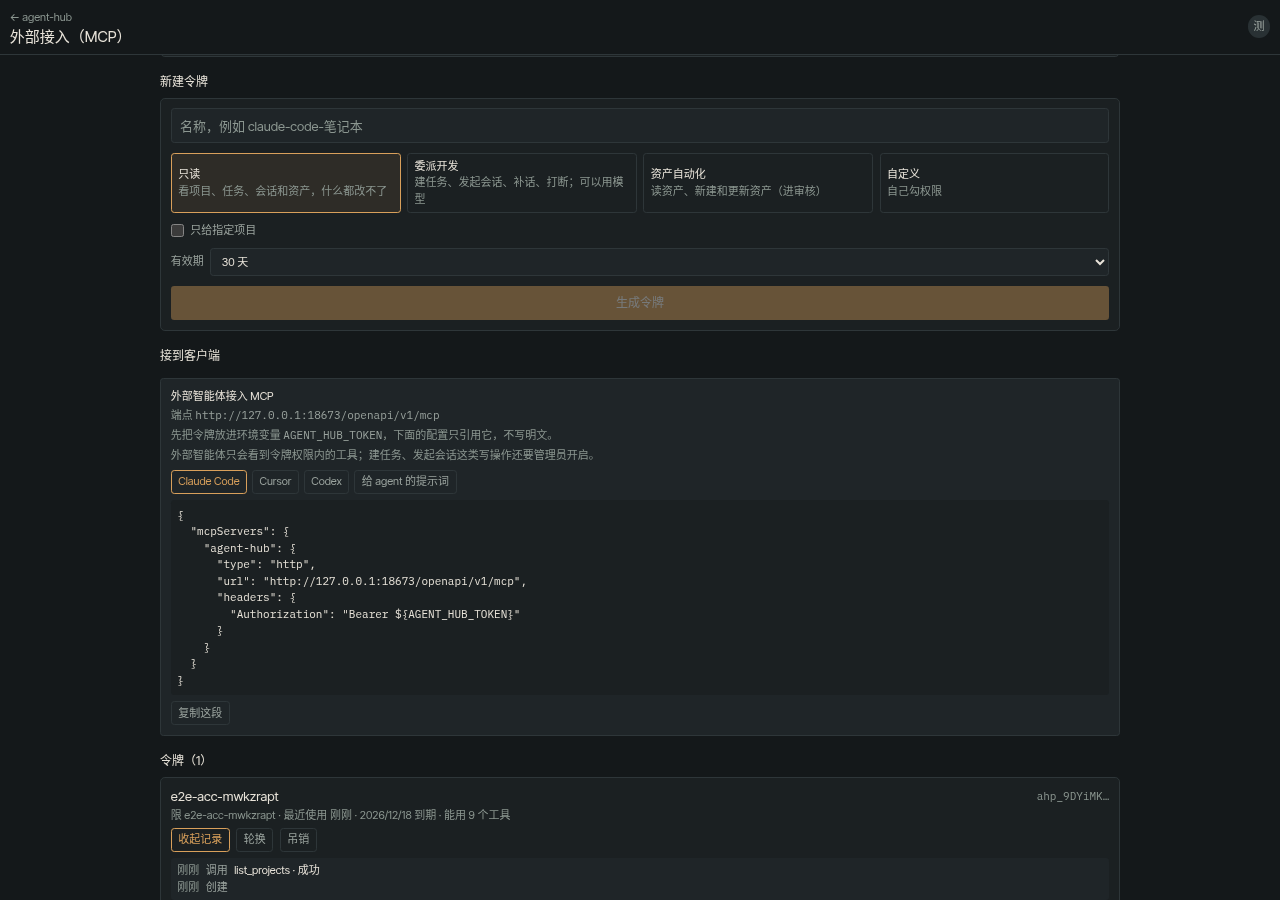 ← agent-hub
外部接入（MCP）
测
新建令牌
名称，例如 claude-code-笔记本
只读
看项目、任务、会话和资产，什么都改不了
委派开发
建任务、发起会话、补话、打断；可以用模
型
资产自动化
读资产、新建和更新资产（进审核）
自定义
自己勾权限
只给指定项目
有效期
30 天
生成令牌
接到客户端
外部智能体接入 MCP
端点 http://127.0.0.1:18673/openapi/v1/mcp
先把令牌放进环境变量 AGENT_HUB_TOKEN，下面的配置只引用它，不写明文。
外部智能体只会看到令牌权限内的工具；建任务、发起会话这类写操作还要管理员开启。
Claude Code
Cursor
Codex
给 agent 的提示词
{
"mcpServers": {
"agent-hub": {
"type": "http",
"url": "http://127.0.0.1:18673/openapi/v1/mcp",
"headers": {
"Authorization": "Bearer ${AGENT_HUB_TOKEN}"
}
}
}
}
复制这段
令牌（1）
e2e-acc-mwkzrapt
ahp_9DYiMK…
限 e2e-acc-mwkzrapt · 最近使用 刚刚 · 2026/12/18 到期 · 能用 9 个工具
收起记录
轮换
吊销
刚刚 调用 list_projects · 成功
刚刚 创建